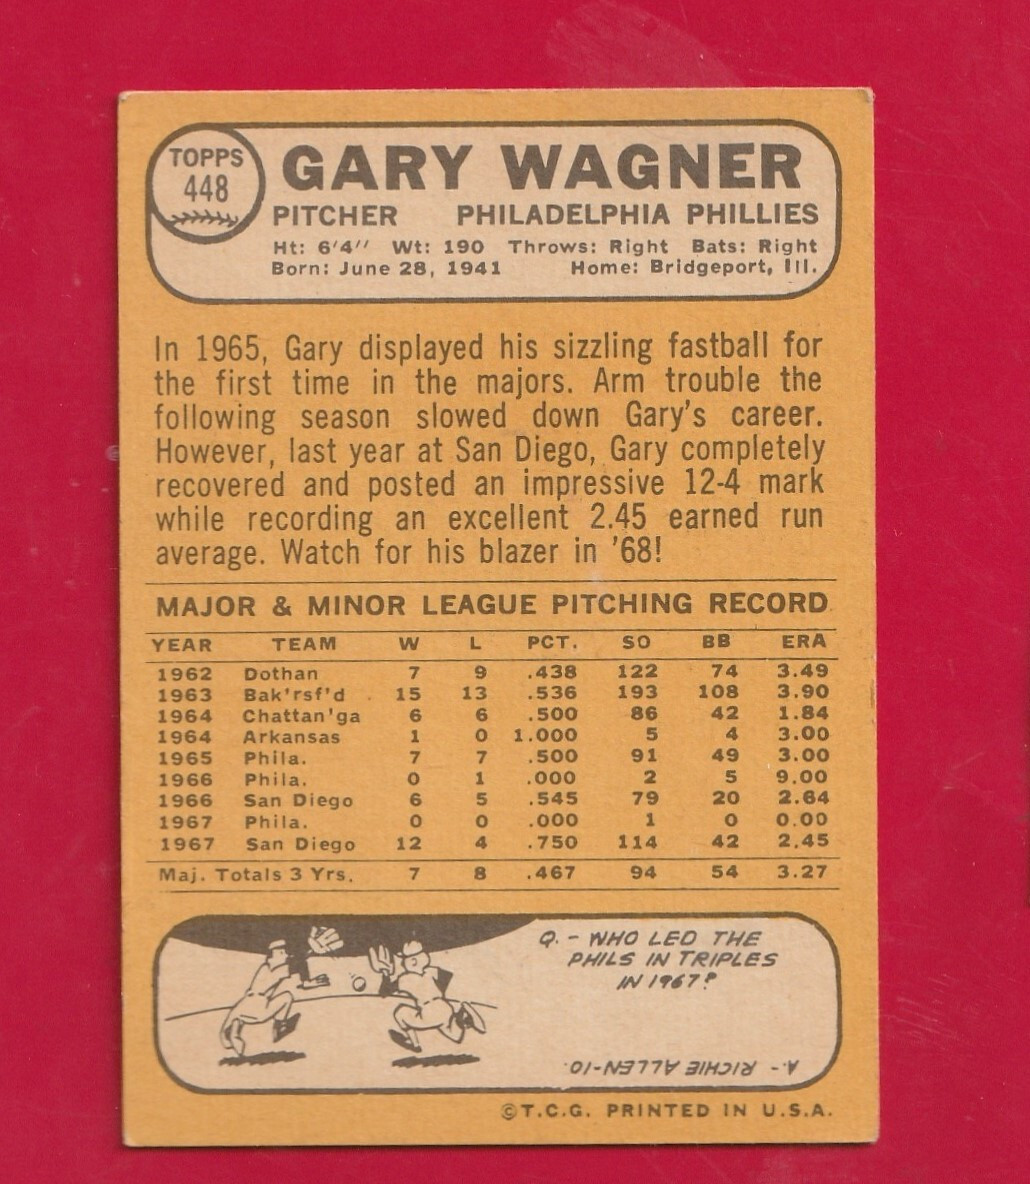 TOPPS
448
GARY WAGNER
PITCHER PHILADELPHIA PHILLIES
Ht: 6'4" Wt: 190 Throws: Right Bats: Right
Born: June 28, 1941 Home: Bridgeport, Ill.
In 1965, Gary displayed his sizzling fastball for
the first time in the majors. Arm trouble the
following season slowed down Gary's career.
However, last year at San Diego, Gary completely
recovered and posted an impressive 12-4 mark
while recording an excellent 2.45 earned run
average. Watch for his blazer in '68!
MAJOR & MINOR LEAGUE PITCHING RECORD
YEAR TEAM W L PCT. SO BB ERA
1962 Dothan 7 9 .438 122 74 3.49
1963 Bak'rsf'd 15 13 .536 193 108 3.90
1964 Chattan'ga 6 6 .500 86 42 1.84
1964 Arkansas 1 0 1.000 5 4 3.00
1965 Phila. 7 7 .500 91 49 3.00
1966 Phila. 0 1 .000 2 5 9.00
1966 San Diego 6 5 .545 79 20 2.64
1967 Phila. 0 0 .000 1 0 0.00
1967 San Diego 12 4 .750 114 42 2.45
Maj. Totals 3 Yrs. 7 8 .467 94 54 3.27
Q. - WHO LED THE
PHILS IN TRIPLES
IN 1967?
A. - RICHIE ALLEN-10.
©T.C.G. PRINTED IN U.S.A.